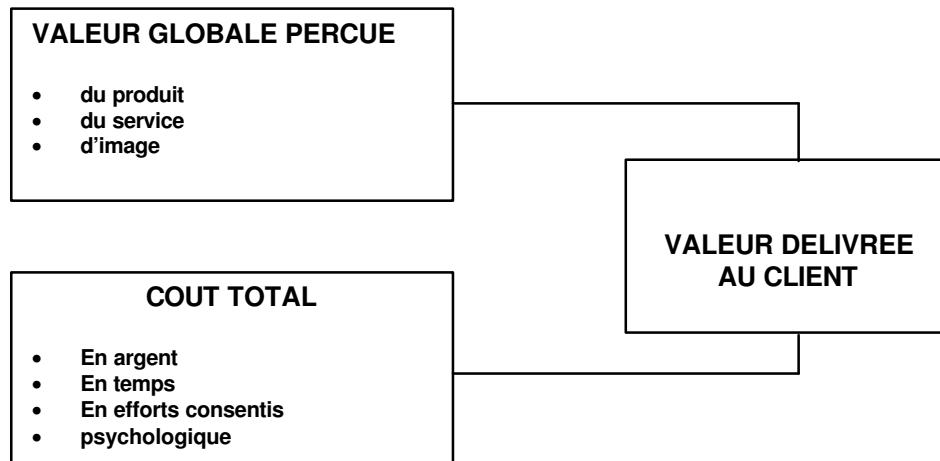 VALEUR GLOBALE PERCUE
• du produit
• du service
• d'image
VALEUR DELIVREE
AU CLIENT
COUT TOTAL
• En argent
• En temps
• En efforts consentis
• psychologique